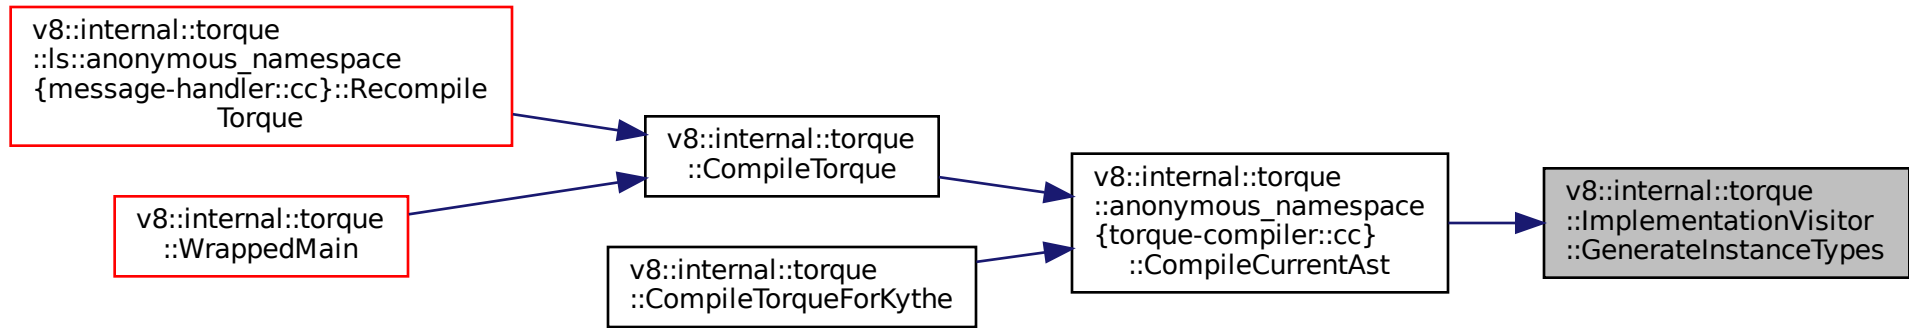 v8::internal::torque
::ls::anonymous_namespace
{message-handler::cc}::Recompile
Torque
v8::internal::torque
::WrappedMain
v8::internal::torque
::CompileTorque
v8::internal::torque
::CompileTorqueForKythe
v8::internal::torque
::anonymous_namespace
{torque-compiler::cc}
::CompileCurrentAst
v8::internal::torque
::ImplementationVisitor
::GenerateInstanceTypes